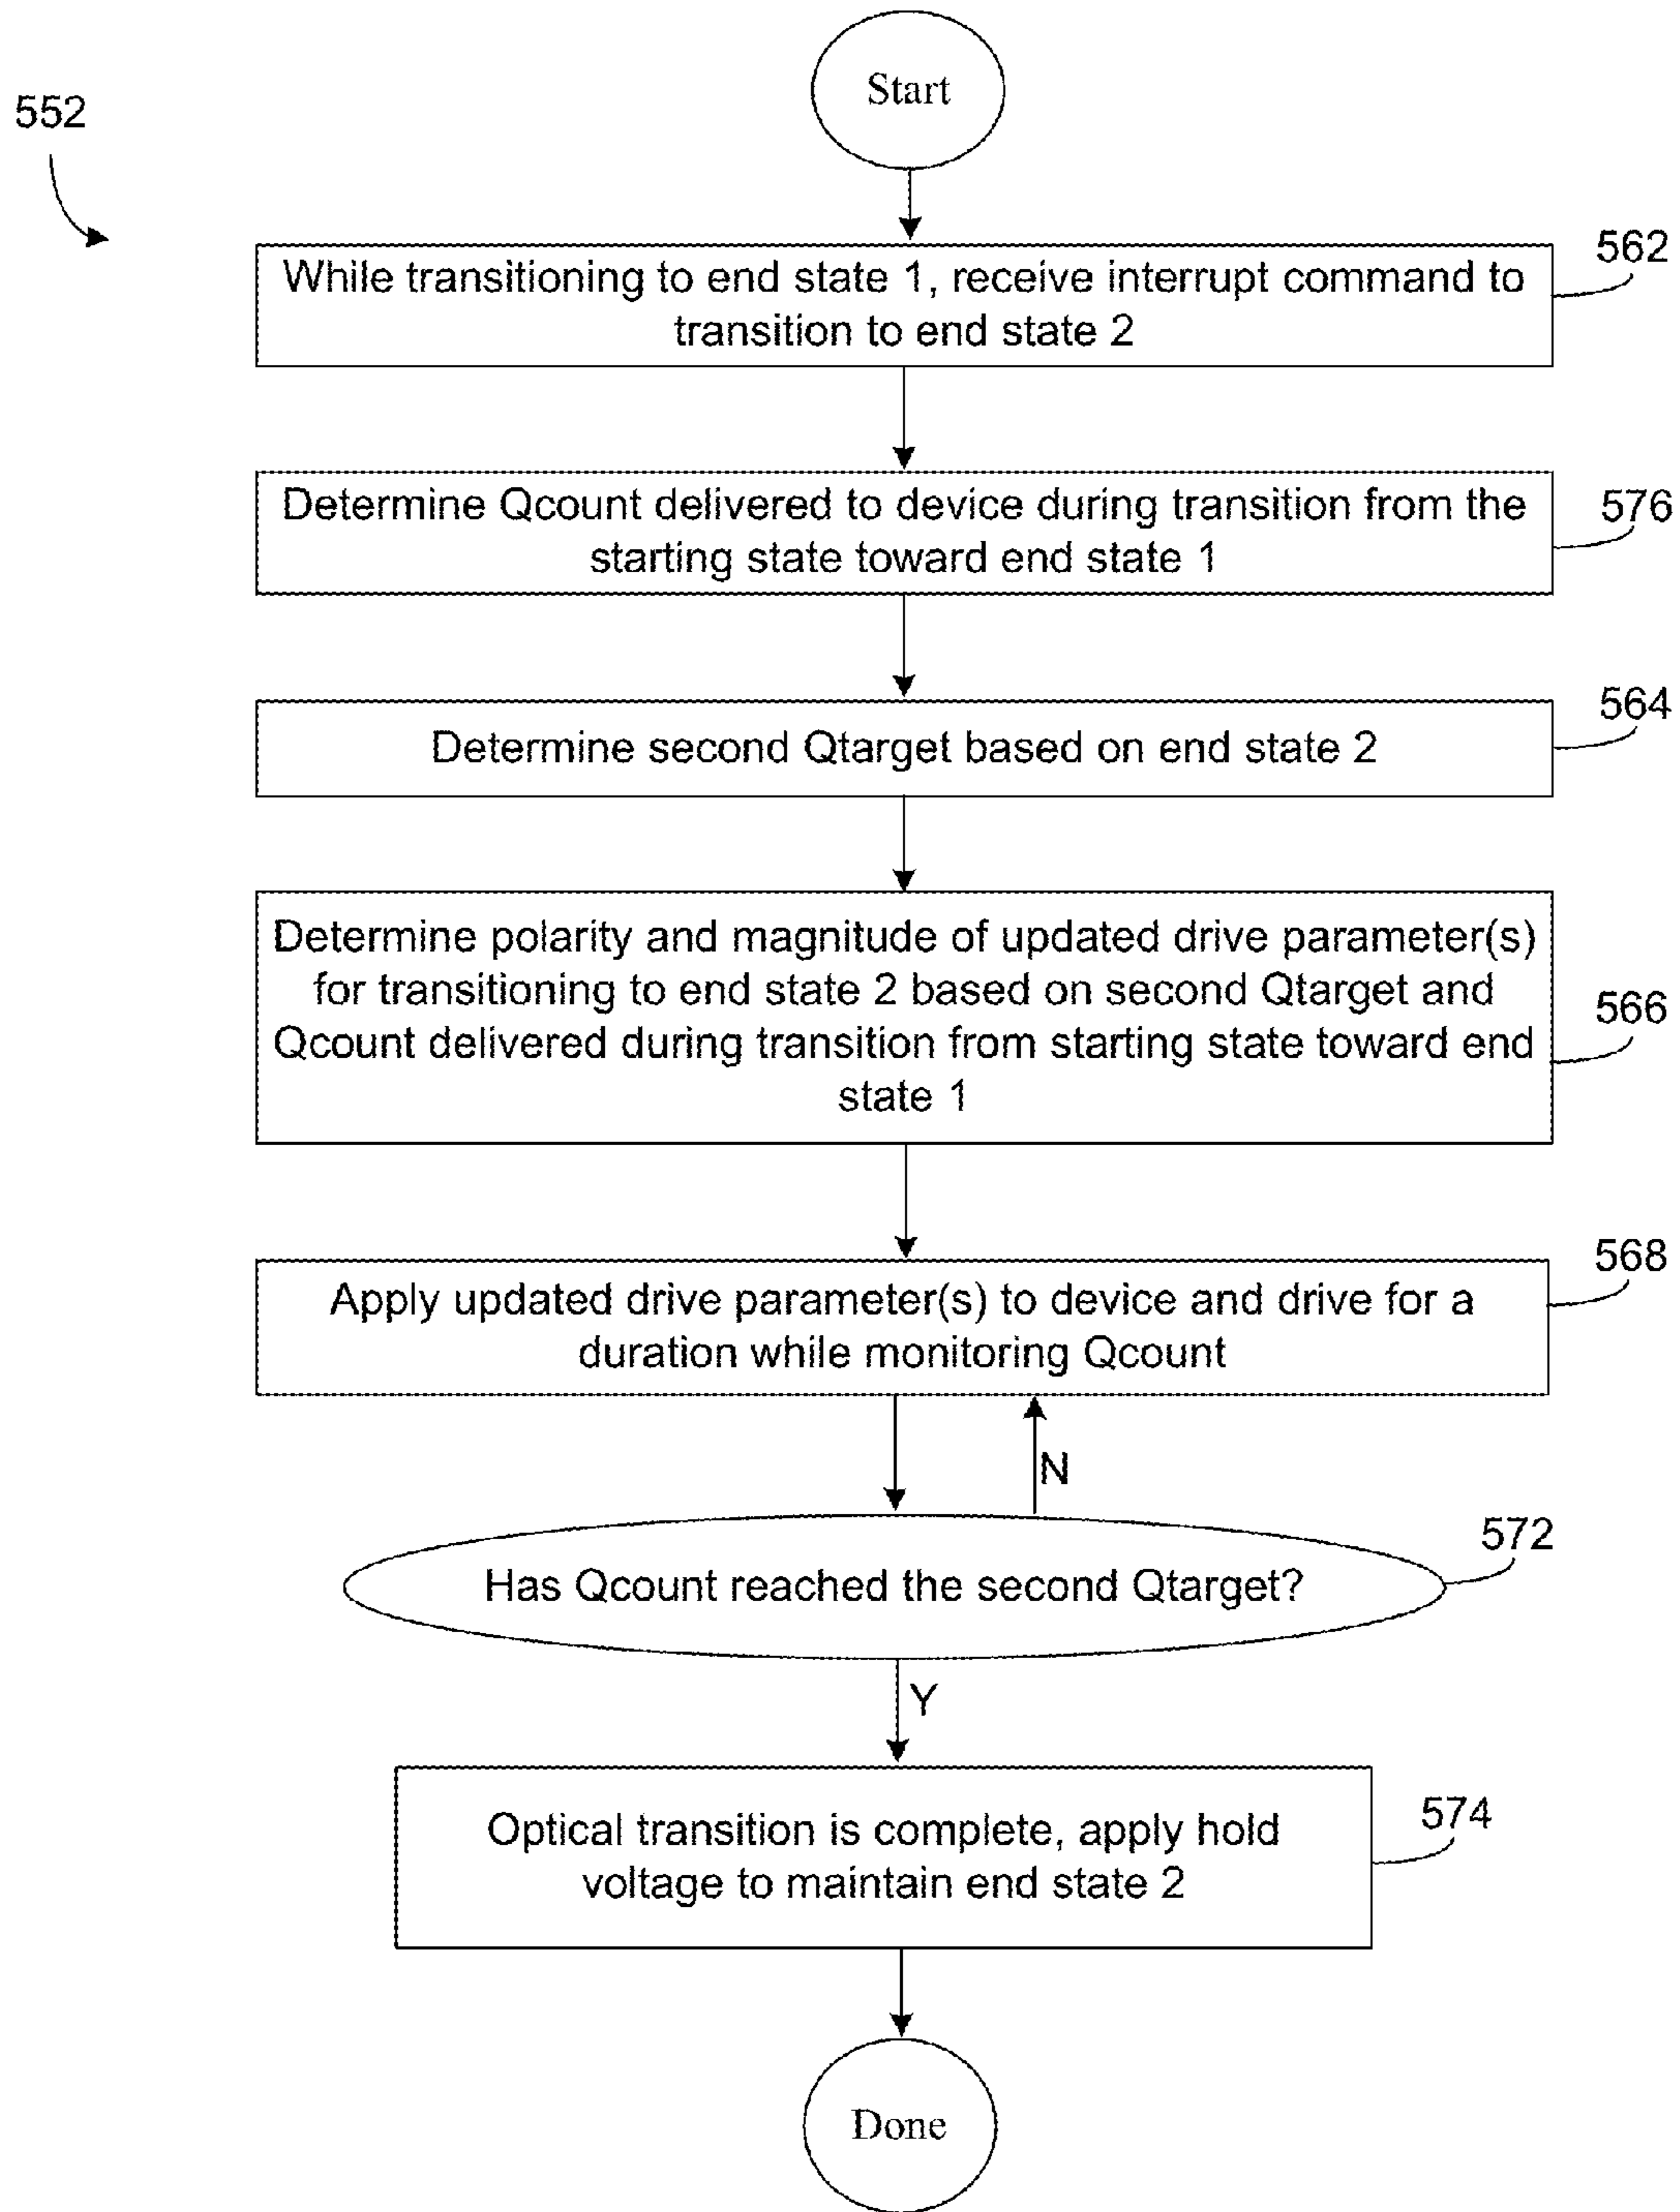 Start
552
While transitioning to end state 1, receive interrupt command to
transition to end state 2
562
Determine Qcount delivered to device during transition from the
starting state toward end state 1
576
Determine second Qtarget based on end state 2
564
Determine polarity and magnitude of updated drive parameter(s)
for transitioning to end state 2 based on second Qtarget and
Qcount delivered during transition from starting state toward end
state 1
566
Apply updated drive parameter(s) to device and drive for a
duration while monitoring Qcount
568
N
Has Qcount reached the second Qtarget?
572
Y
Optical transition is complete, apply hold
voltage to maintain end state 2
574
Done